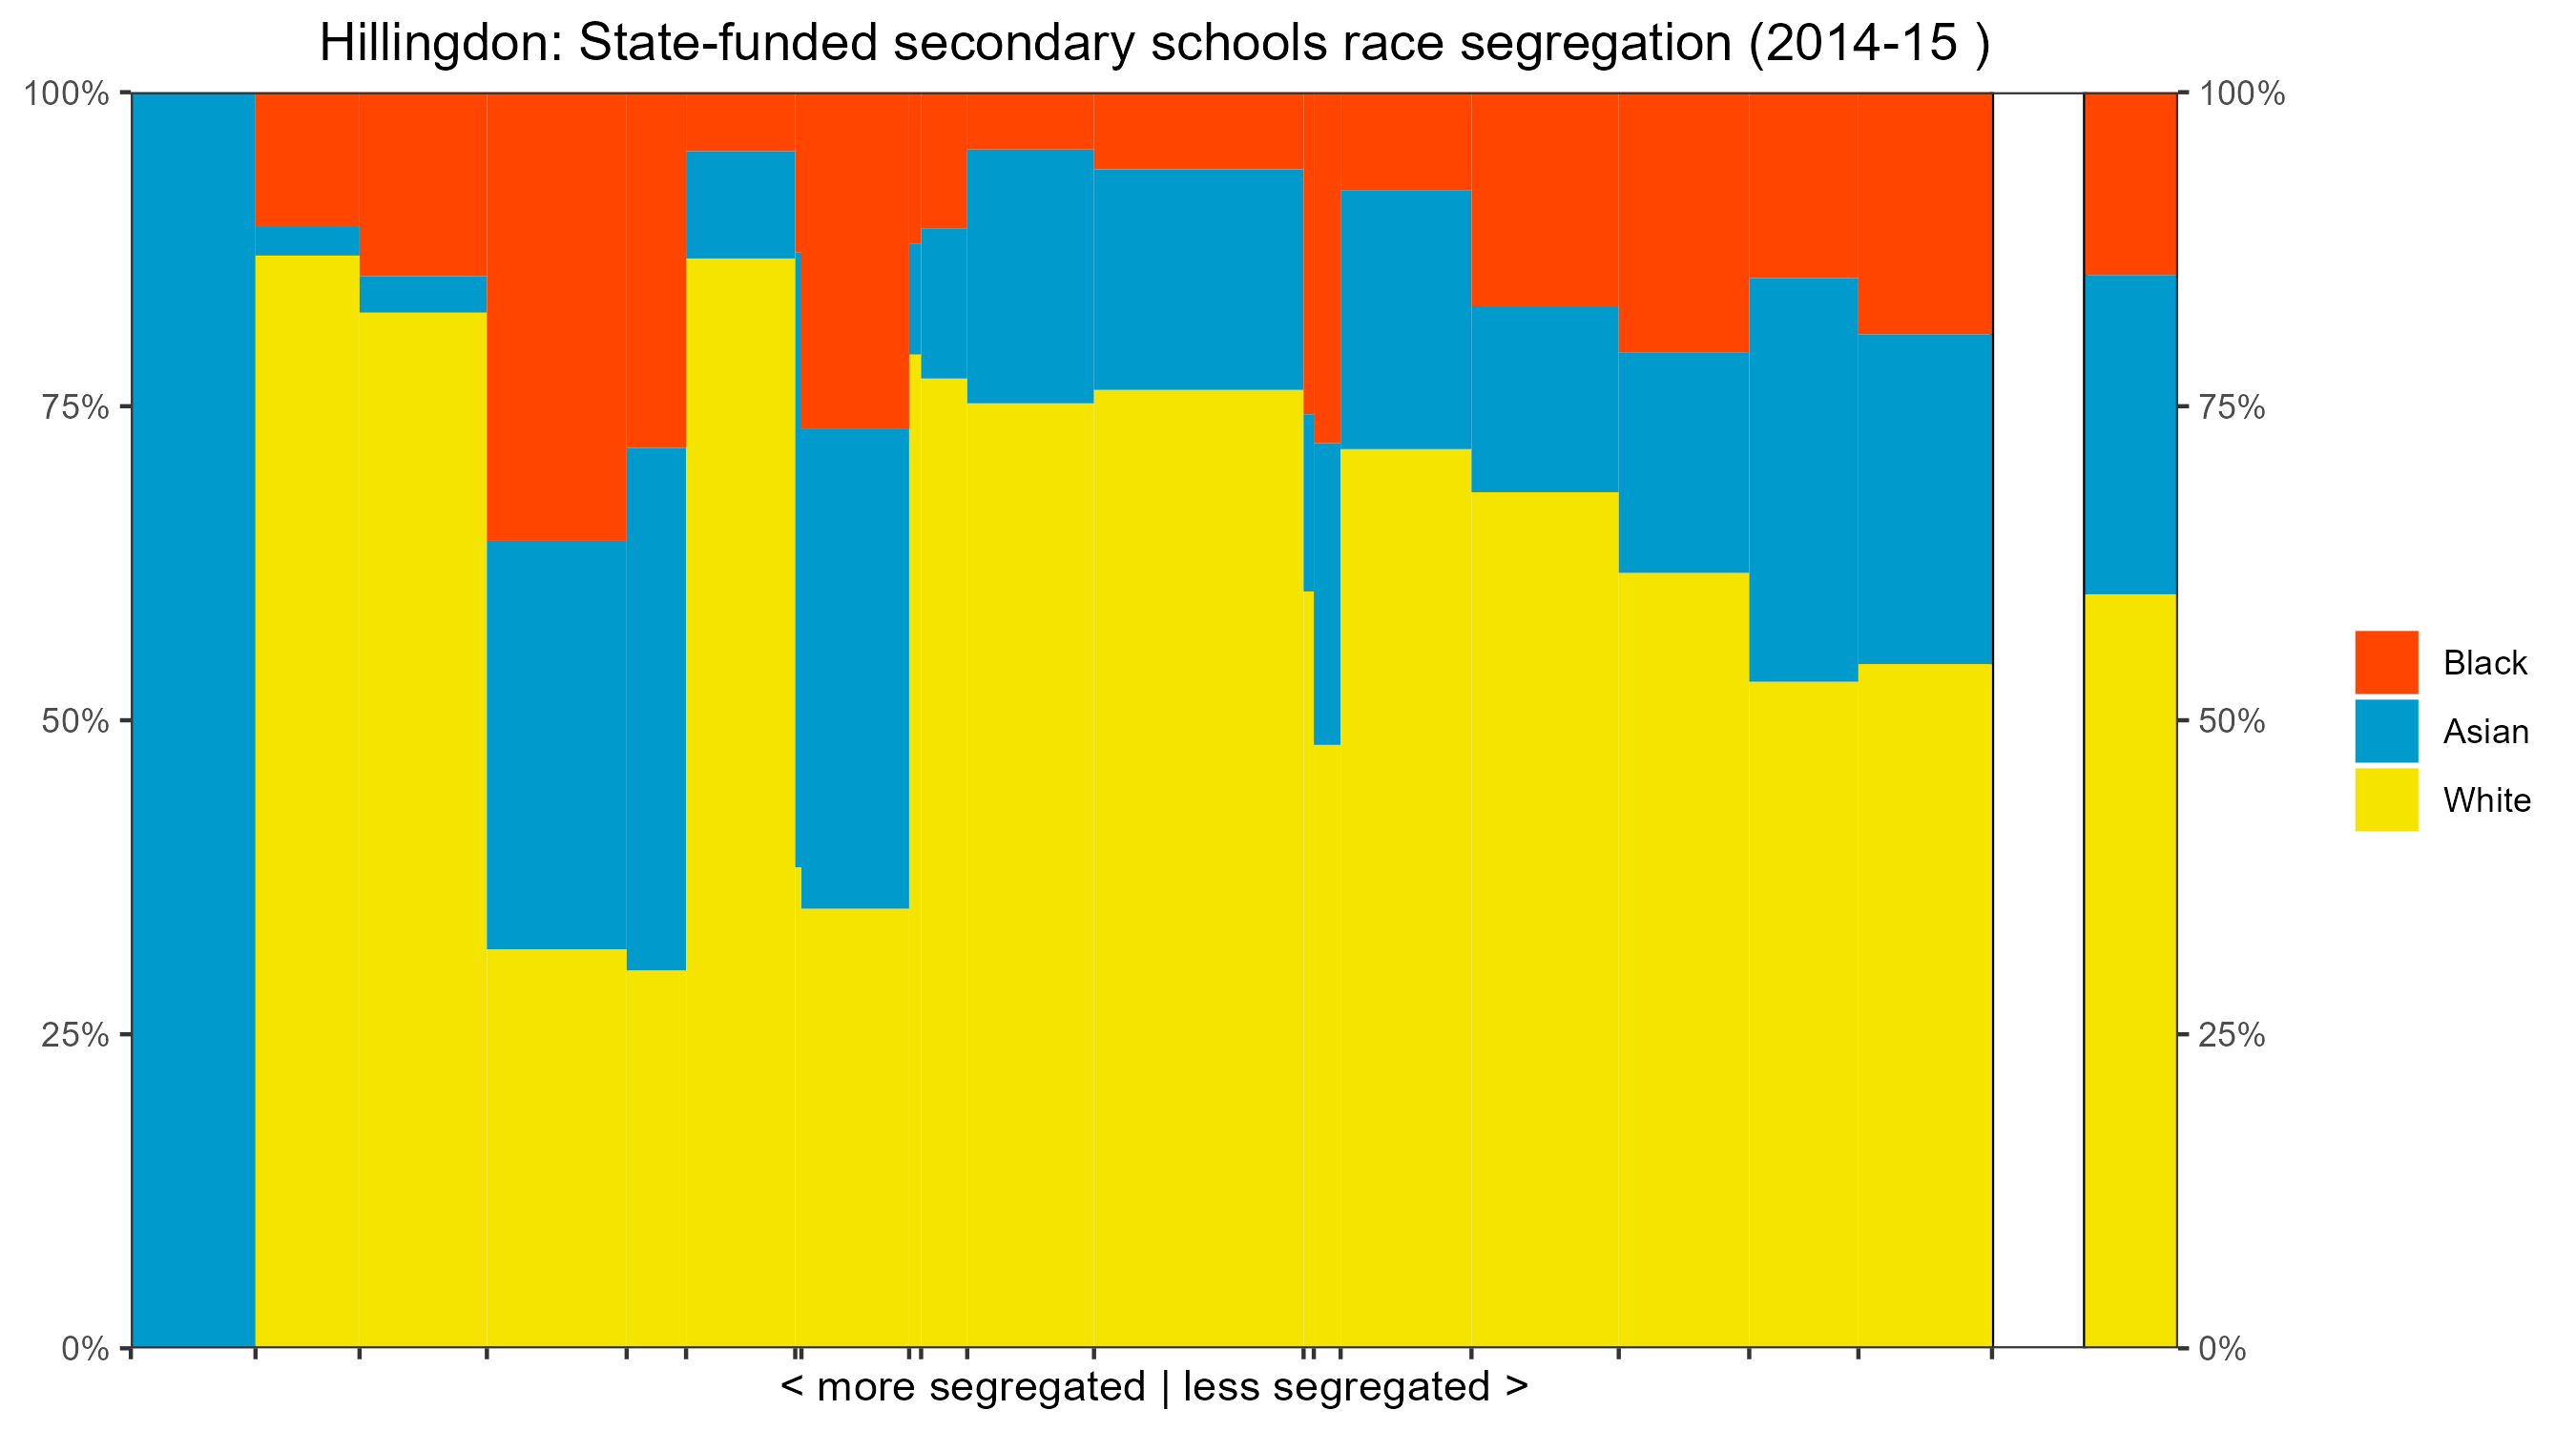 Hillingdon: State-funded secondary schools race segregation (2014-15 )
100%
75%
50%
25%
0%
100%
75%
50%
25%
0%
< more segregated | less segregated >
Black
Asian
White